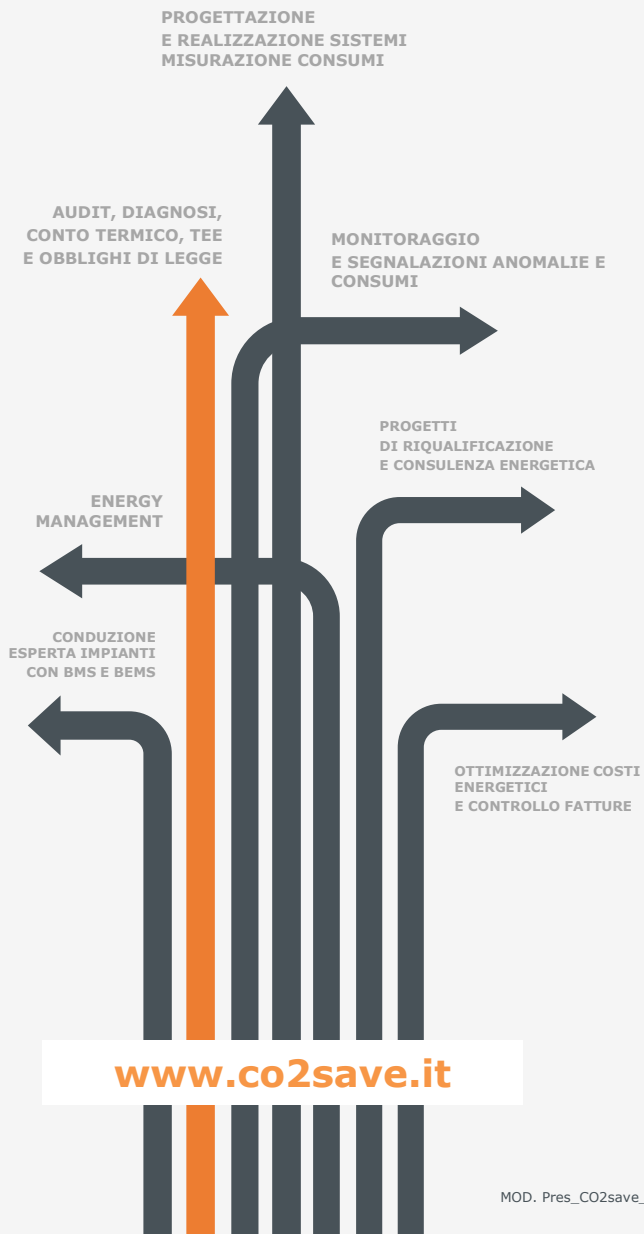 PROGETTAZIONE
E REALIZZAZIONE SISTEMI
MISURAZIONE CONSUMI
AUDIT, DIAGNOSI,
CONTO TERMICO, TEE
E OBBLIGHI DI LEGGE
MONITORAGGIO
E SEGNALAZIONI ANOMALIE E
CONSUMI
PROGETTI
DI RIQUALIFICAZIONE
E CONSULENZA ENERGETICA
ENERGY
MANAGEMENT
CONDUZIONE
ESPERTA IMPIANTI
CON BMS E BEMS
OTTIMIZZAZIONE COSTI
ENERGETICI
E CONTROLLO FATTURE
www.co2save.it
MOD. Pres_CO2save_